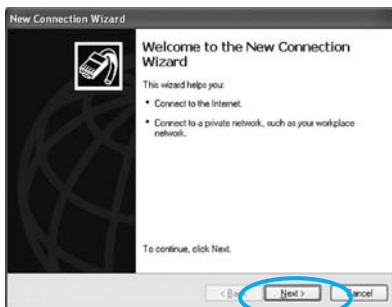 New Connection Wizard
Welcome to the New Connection
Wizard
This wizard helps you:
• Connect to the Internet.
• Connect to a private network, such as your workplace
network.
To continue, click Next.
< Back Next > Cancel